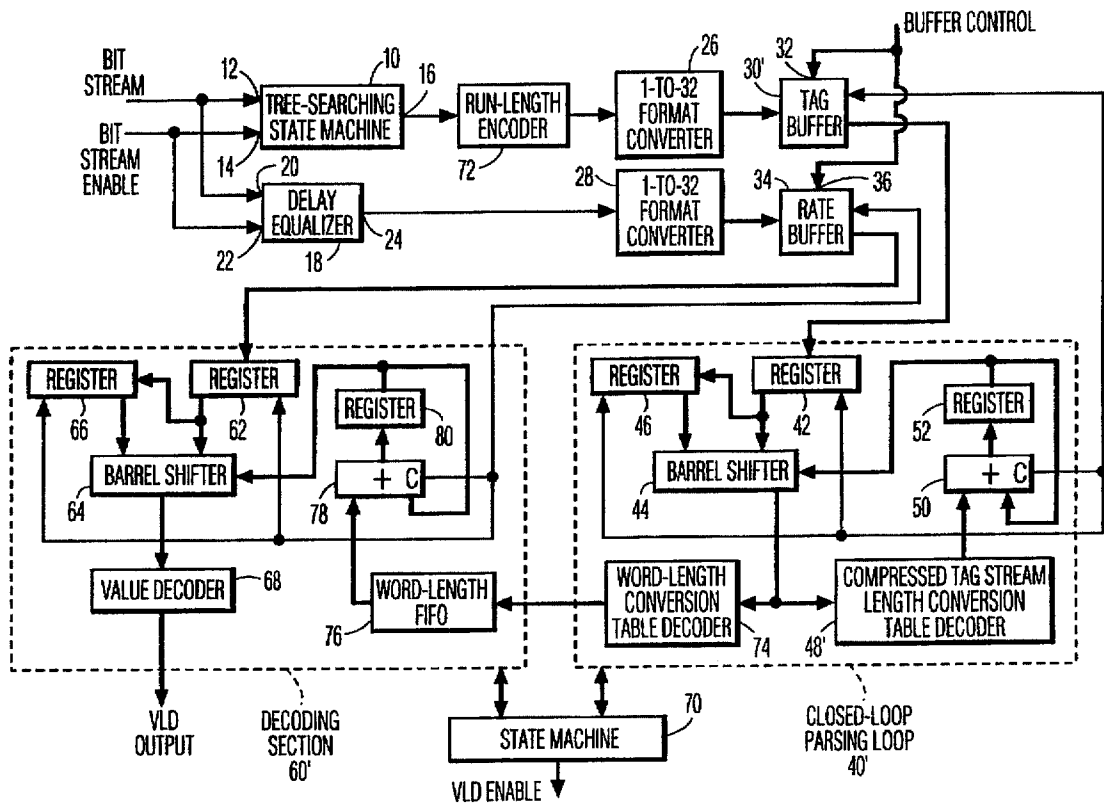 BUFFER CONTROL
BIT
STREAM
12
10
16
26
32
30'
TREE-SEARCHING
STATE MACHINE
RUN-LENGTH
ENCODER
1-TO-32
FORMAT
CONVERTER
TAG
BUFFER
BIT
STREAM
ENABLE
14
20
72
28
34
36
DELAY
EQUALIZER
1-TO-32
FORMAT
CONVERTER
RATE
BUFFER
22
18
24
REGISTER
REGISTER
REGISTER
REGISTER
66
62
REGISTER
80
46
42
52
REGISTER
BARREL SHIFTER
64
78
+ C
BARREL SHIFTER
44
50
+ C
VALUE DECODER
68
WORD-LENGTH
FIFO
76
WORD-LENGTH
CONVERSION
TABLE DECODER
74
COMPRESSED TAG STREAM
LENGTH CONVERSION
TABLE DECODER
48'
VLD
OUTPUT
DECODING
SECTION
60'
STATE MACHINE
70
CLOSED-LOOP
PARSING LOOP
40'
VLD ENABLE